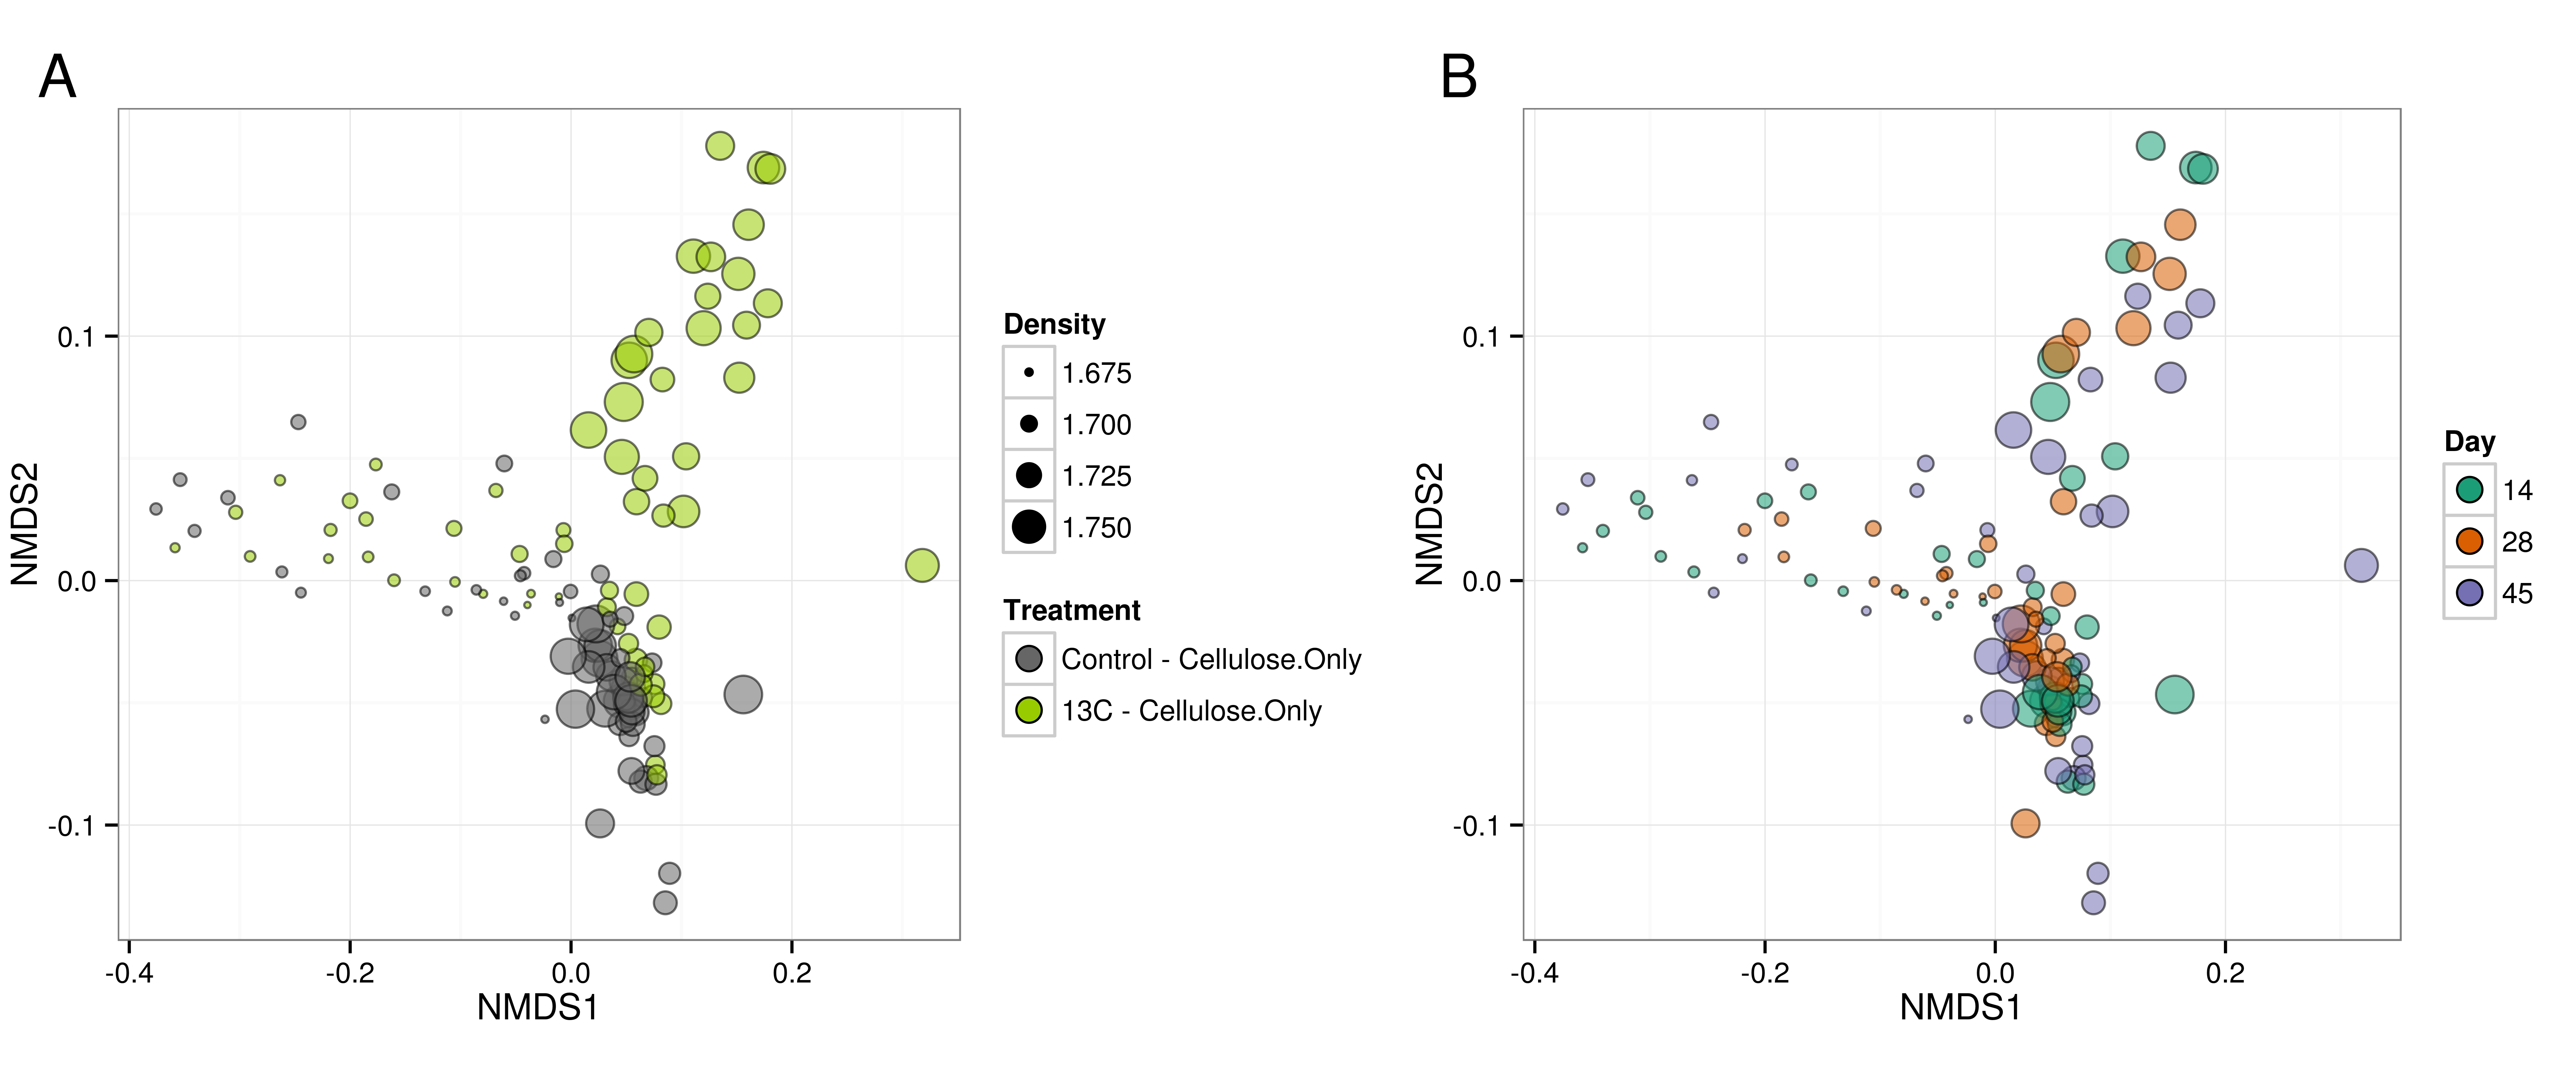 A
NMDS2
0.1
0.0
-0.1
-0.4
-0.2
0.0
0.2
NMDS1
Density
1.675
1.700
1.725
1.750
Treatment
Control - Cellulose.Only
13C - Cellulose.Only
B
NMDS2
0.1
0.0
-0.1
-0.4
-0.2
0.0
0.2
NMDS1
Day
14
28
45